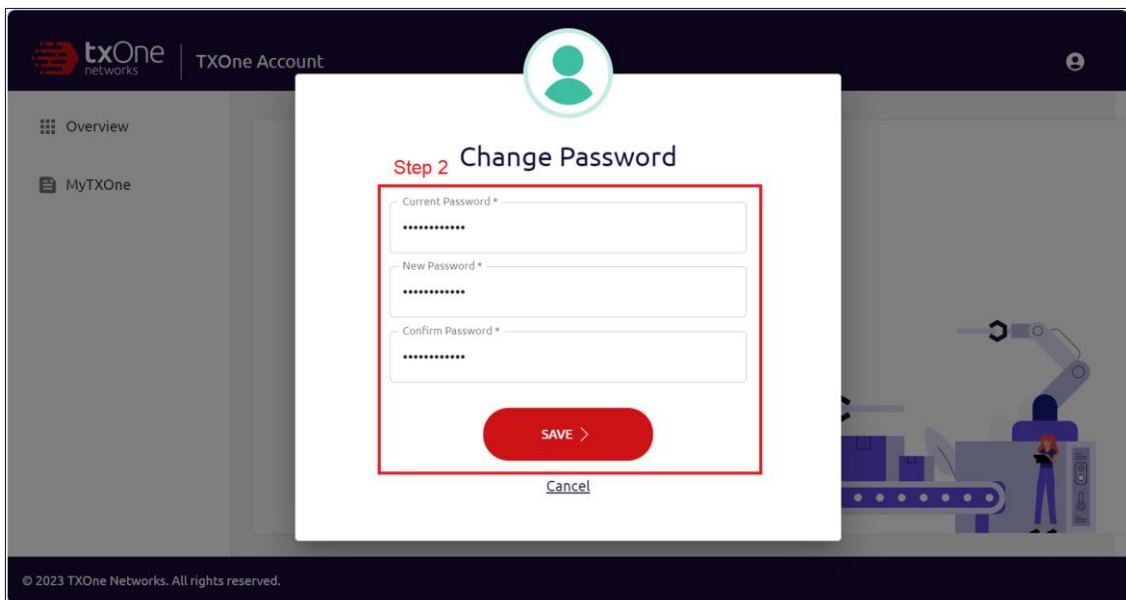 txOne
networks
TXOne Account
Overview
MyTXOne
Step 2 Change Password
Current Password *
••••••••••••
New Password *
••••••••••••
Confirm Password *
••••••••••••
SAVE >
Cancel
© 2023 TXOne Networks. All rights reserved.